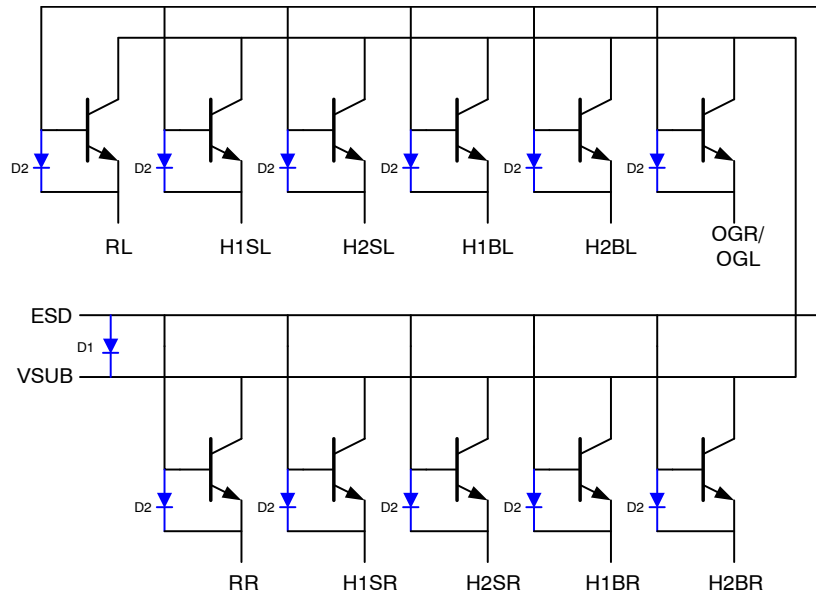 D2 D2 D2 D2 D2 D2
RL H1SL H2SL H1BL H2BL OGR/
OGL
ESD
D1
VSUB
D2 D2 D2 D2 D2
RR H1SR H2SR H1BR H2BR